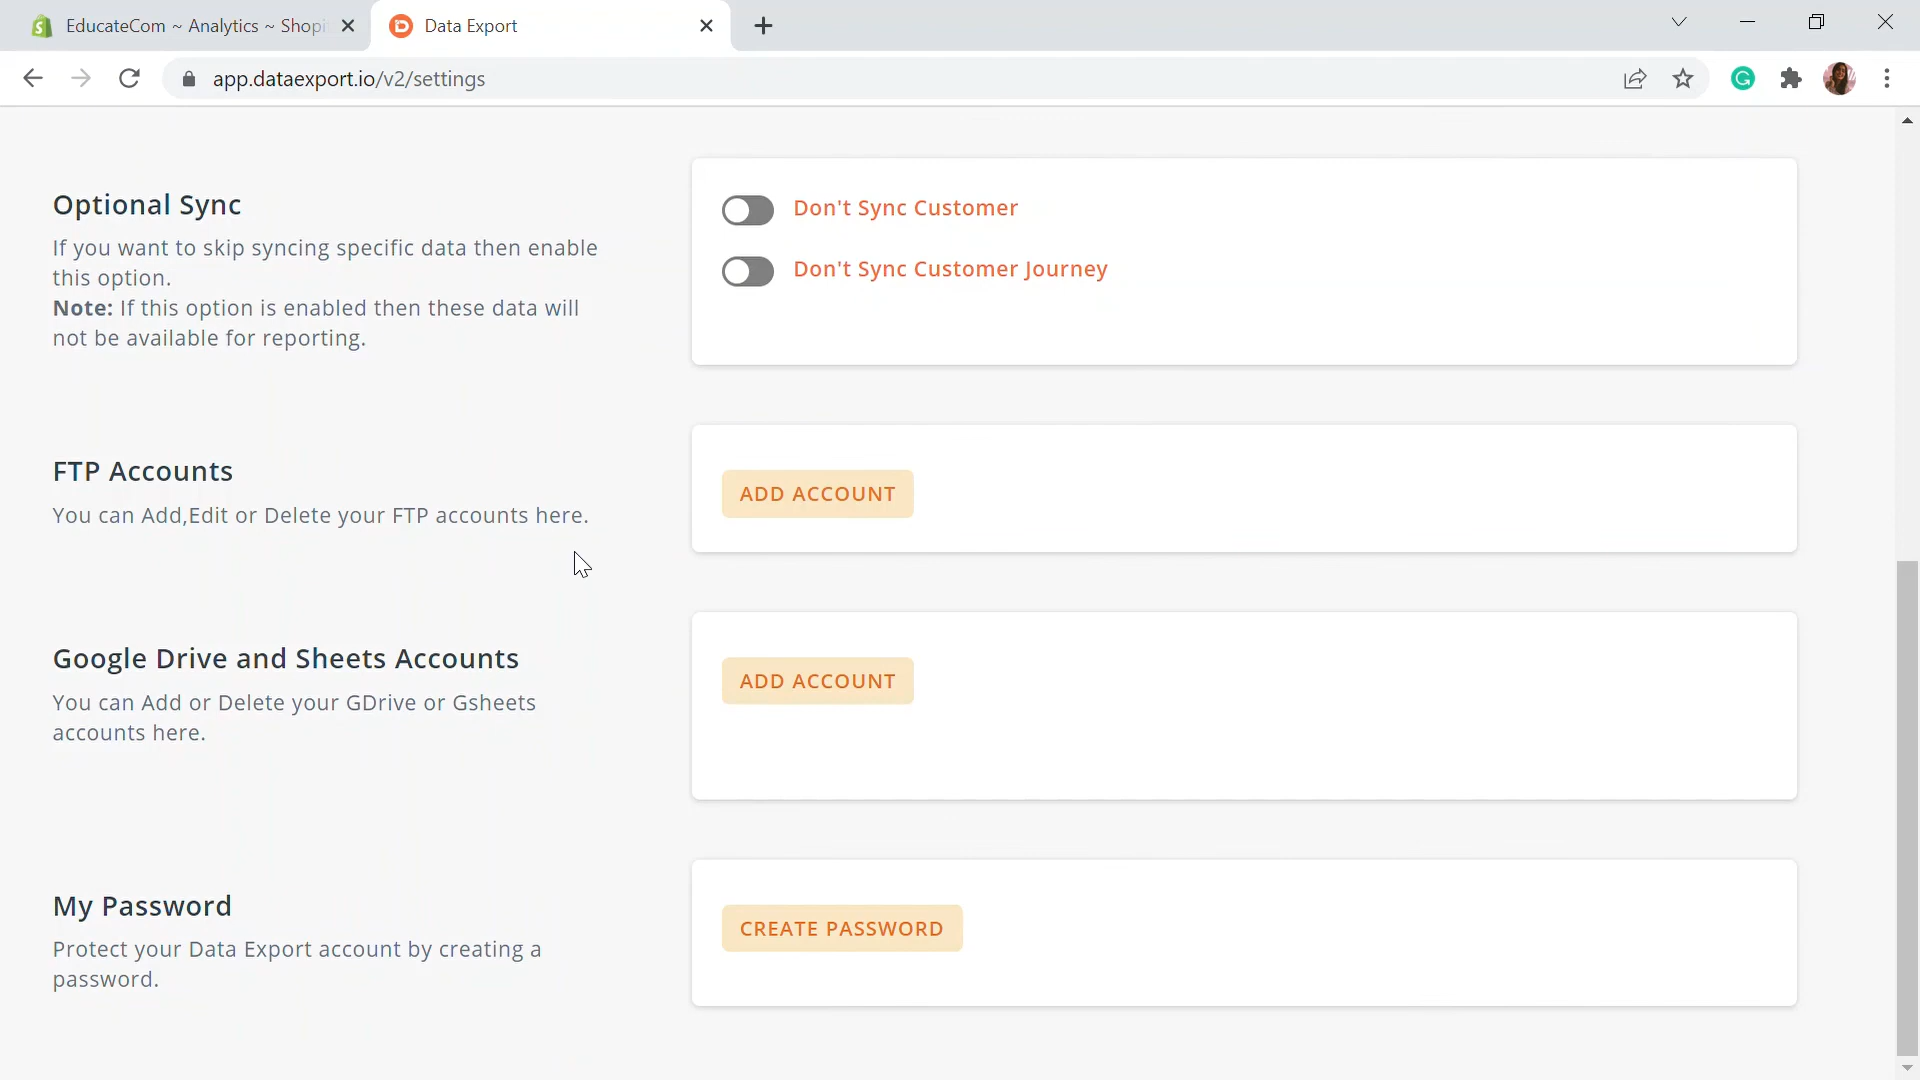 EducateCom ~ Analytics ~ Shopi
Data Export
app.dataexport.io/v2/settings
Optional Sync
If you want to skip syncing specific data then enable
this option.
Note: If this option is enabled then these data will
not be available for reporting.
Don't Sync Customer
Don't Sync Customer Journey
FTP Accounts
You can Add,Edit or Delete your FTP accounts here.
ADD ACCOUNT
Google Drive and Sheets Accounts
You can Add or Delete your GDrive or Gsheets
accounts here.
ADD ACCOUNT
My Password
Protect your Data Export account by creating a
password.
CREATE PASSWORD